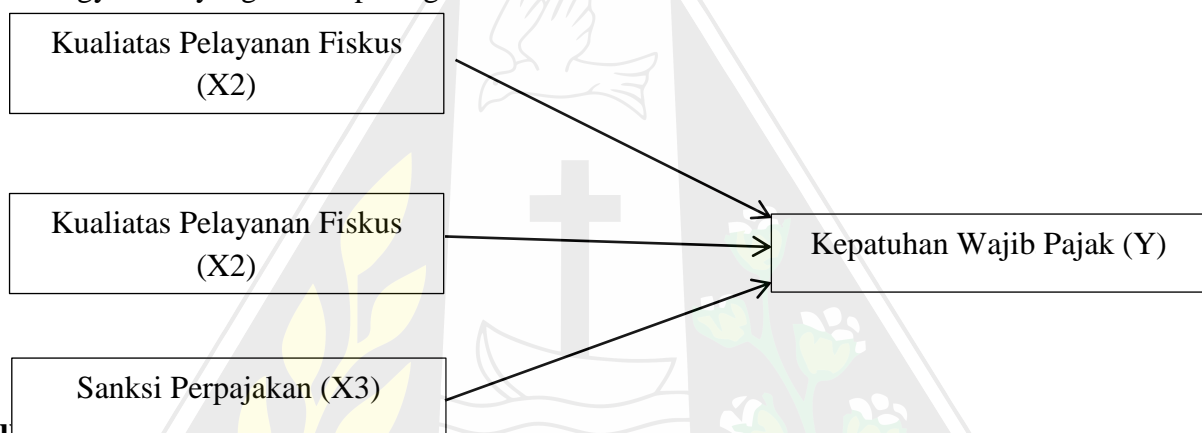 Kualiatas Pelayanan Fiskus
(X2)
Kualiatas Pelayanan Fiskus
(X2)
Kepatuhan Wajib Pajak (Y)
Sanksi Perpajakan (X3)